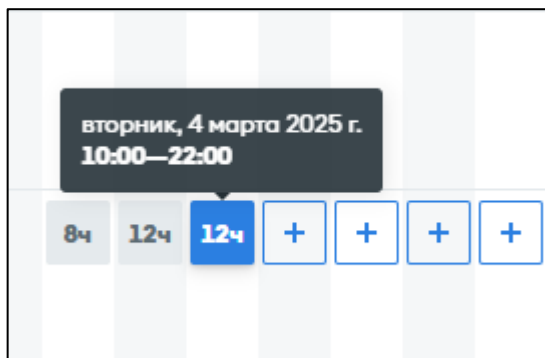 вторник, 4 марта 2025 г.
10:00—22:00
8ч 12ч 12ч + + + +